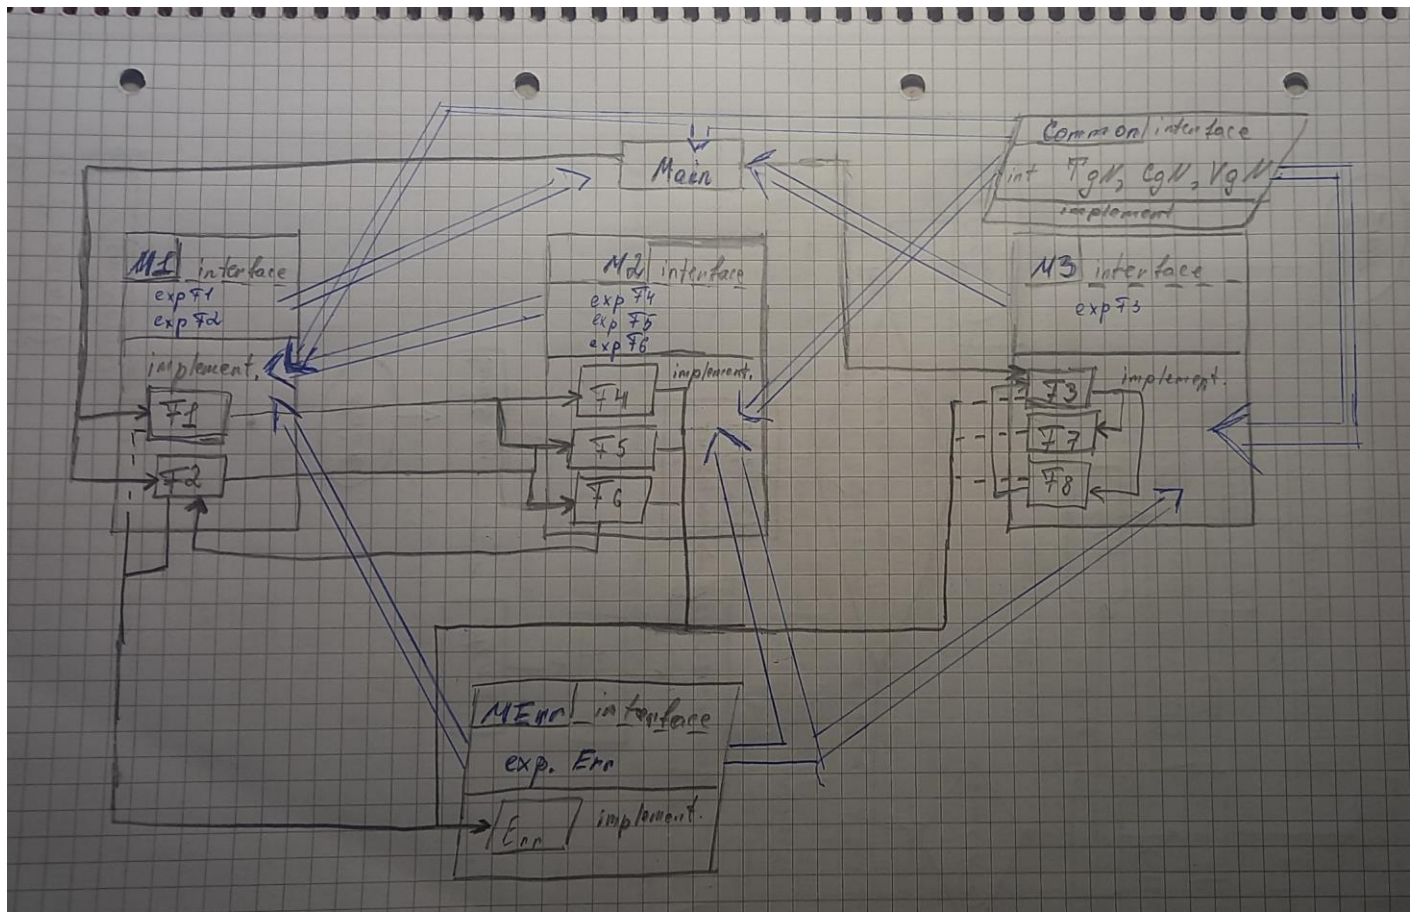 Common interface
int TgN, CgN, VgN
implement
Main
M1 interface
exp F1
exp F2
implement.
F1
F2
M2 interface
exp F4
exp F5
exp F6
implement.
F4
F5
F6
M3 interface
exp F3
implement.
F3
F7
F8
MErr interface
exp. Err
implement.
Err